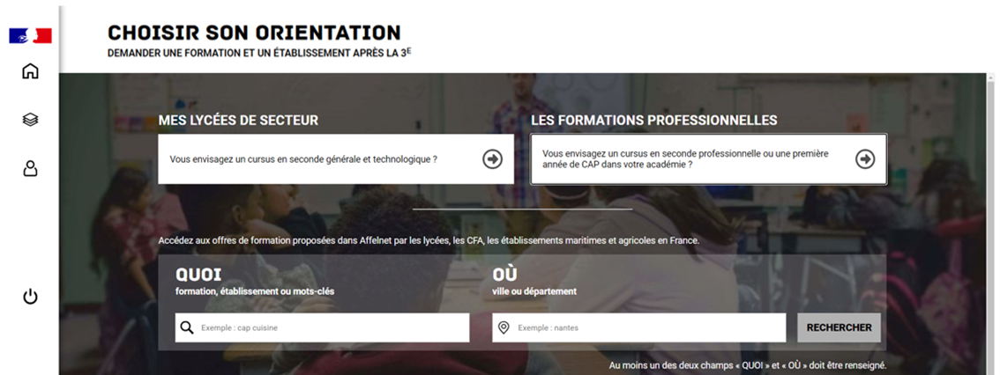 CHOISIR SON ORIENTATION
DEMANDER UNE FORMATION ET UN ÉTABLISSEMENT APRÈS LA 3E
MES LYCÉES DE SECTEUR
Vous envisagez un cursus en seconde générale et technologique ?
LES FORMATIONS PROFESSIONNELLES
Vous envisagez un cursus en seconde professionnelle ou une première
année de CAP dans votre académie ?
Accédez aux offres de formation proposées dans Affelnet par les lycées, les CFA, les établissements maritimes et agricoles en France.
QUOI
formation, établissement ou mots-clés
Exemple : cap cuisine
OÙ
ville ou département
Exemple : nantes
RECHERCHER
Au moins un des deux champs « QUOI » et « OÙ » doit être renseigné.